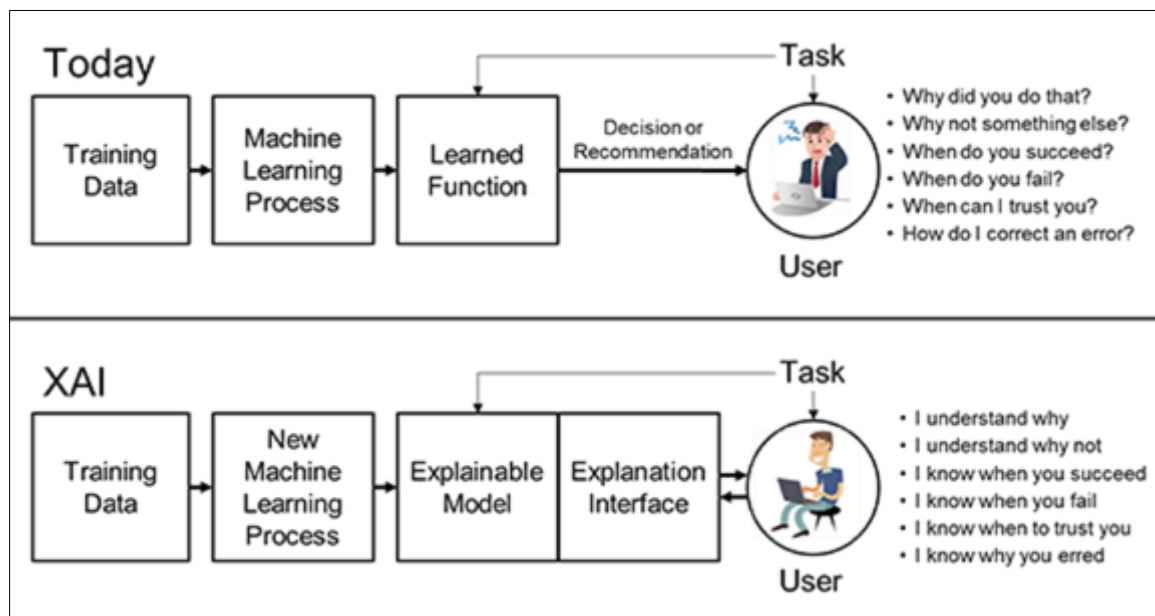 Today
Task
Training
Data
Machine
Learning
Process
Learned
Function
Decision or
Recommendation
User
• Why did you do that?
• Why not something else?
• When do you succeed?
• When do you fail?
• When can I trust you?
• How do I correct an error?
XAI
Task
Training
Data
New
Machine
Learning
Process
Explainable
Model
Explanation
Interface
User
• I understand why
• I understand why not
• I know when you succeed
• I know when you fail
• I know when to trust you
• I know why you erred